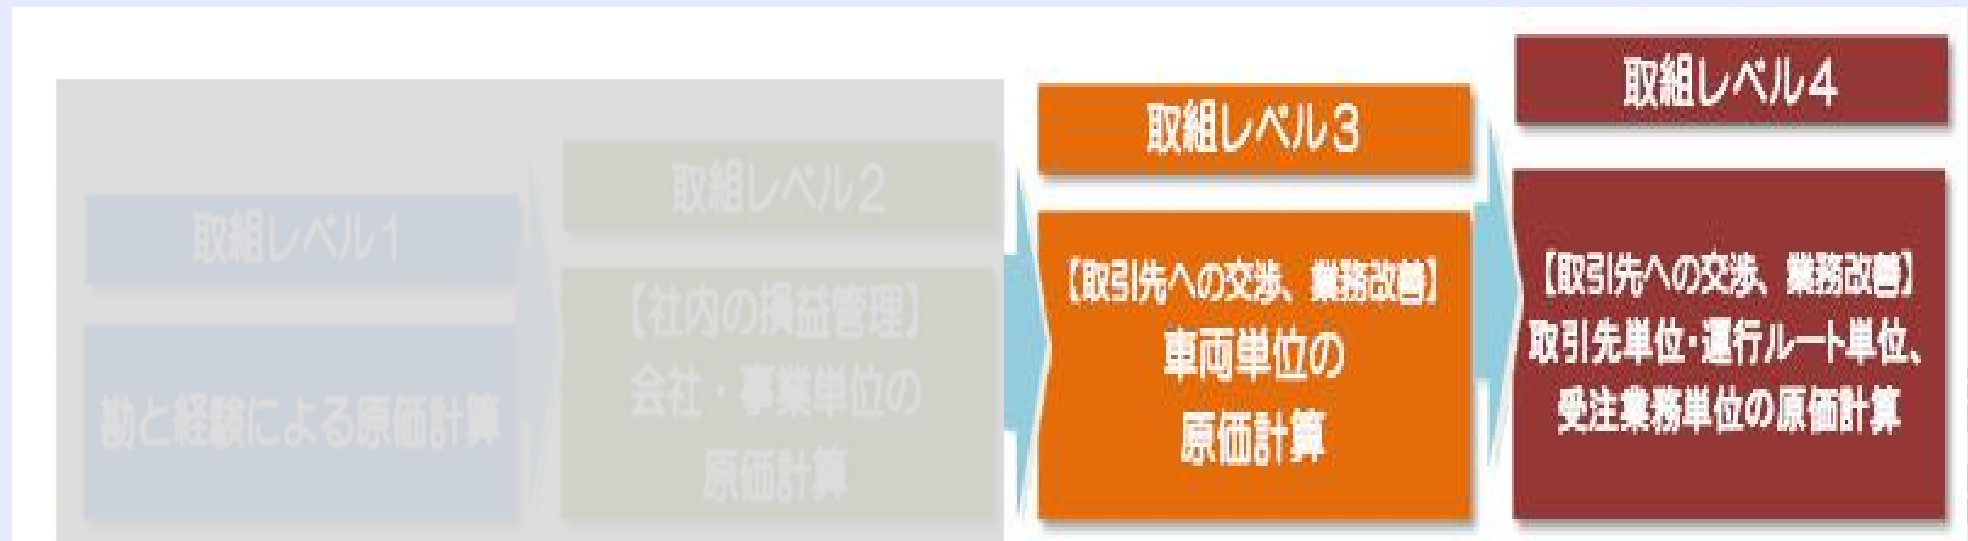 取組レベル1
勘と経験による原価計算
取組レベル2
【社内の損益管理】
会社・事業単位の
原価計算
取組レベル3
【取引先への交渉、業務改善】
車両単位の
原価計算
取組レベル4
【取引先への交渉、業務改善】
取引先単位・運行ルート単位、
受注業務単位の原価計算